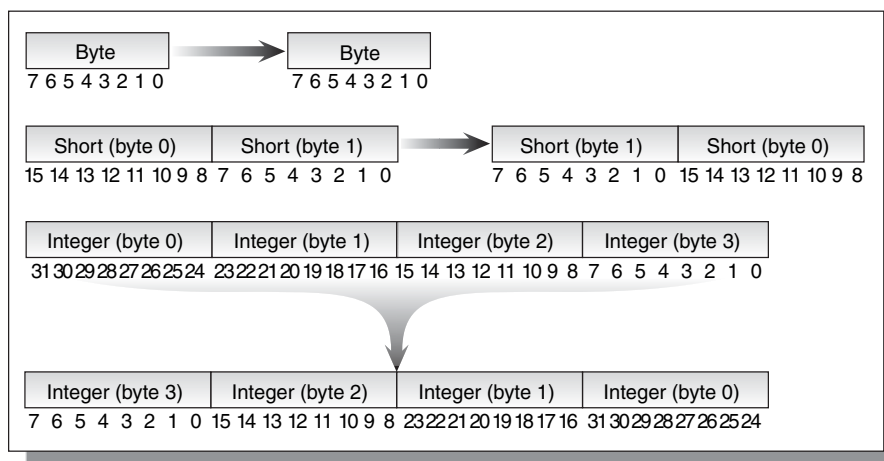 Byte Byte
7 6 5 4 3 2 1 0 7 6 5 4 3 2 1 0
Short (byte 0) Short (byte 1) Short (byte 1) Short (byte 0)
15 14 13 12 11 10 9 8 7 6 5 4 3 2 1 0 7 6 5 4 3 2 1 0 15 14 13 12 11 10 9 8
Integer (byte 0) Integer (byte 1) Integer (byte 2) Integer (byte 3)
31 30 29 28 27 26 25 24 23 22 21 20 19 18 17 16 15 14 13 12 11 10 9 8 7 6 5 4 3 2 1 0
Integer (byte 3) Integer (byte 2) Integer (byte 1) Integer (byte 0)
7 6 5 4 3 2 1 0 15 14 13 12 11 10 9 8 23 22 21 20 19 18 17 16 31 30 29 28 27 26 25 24